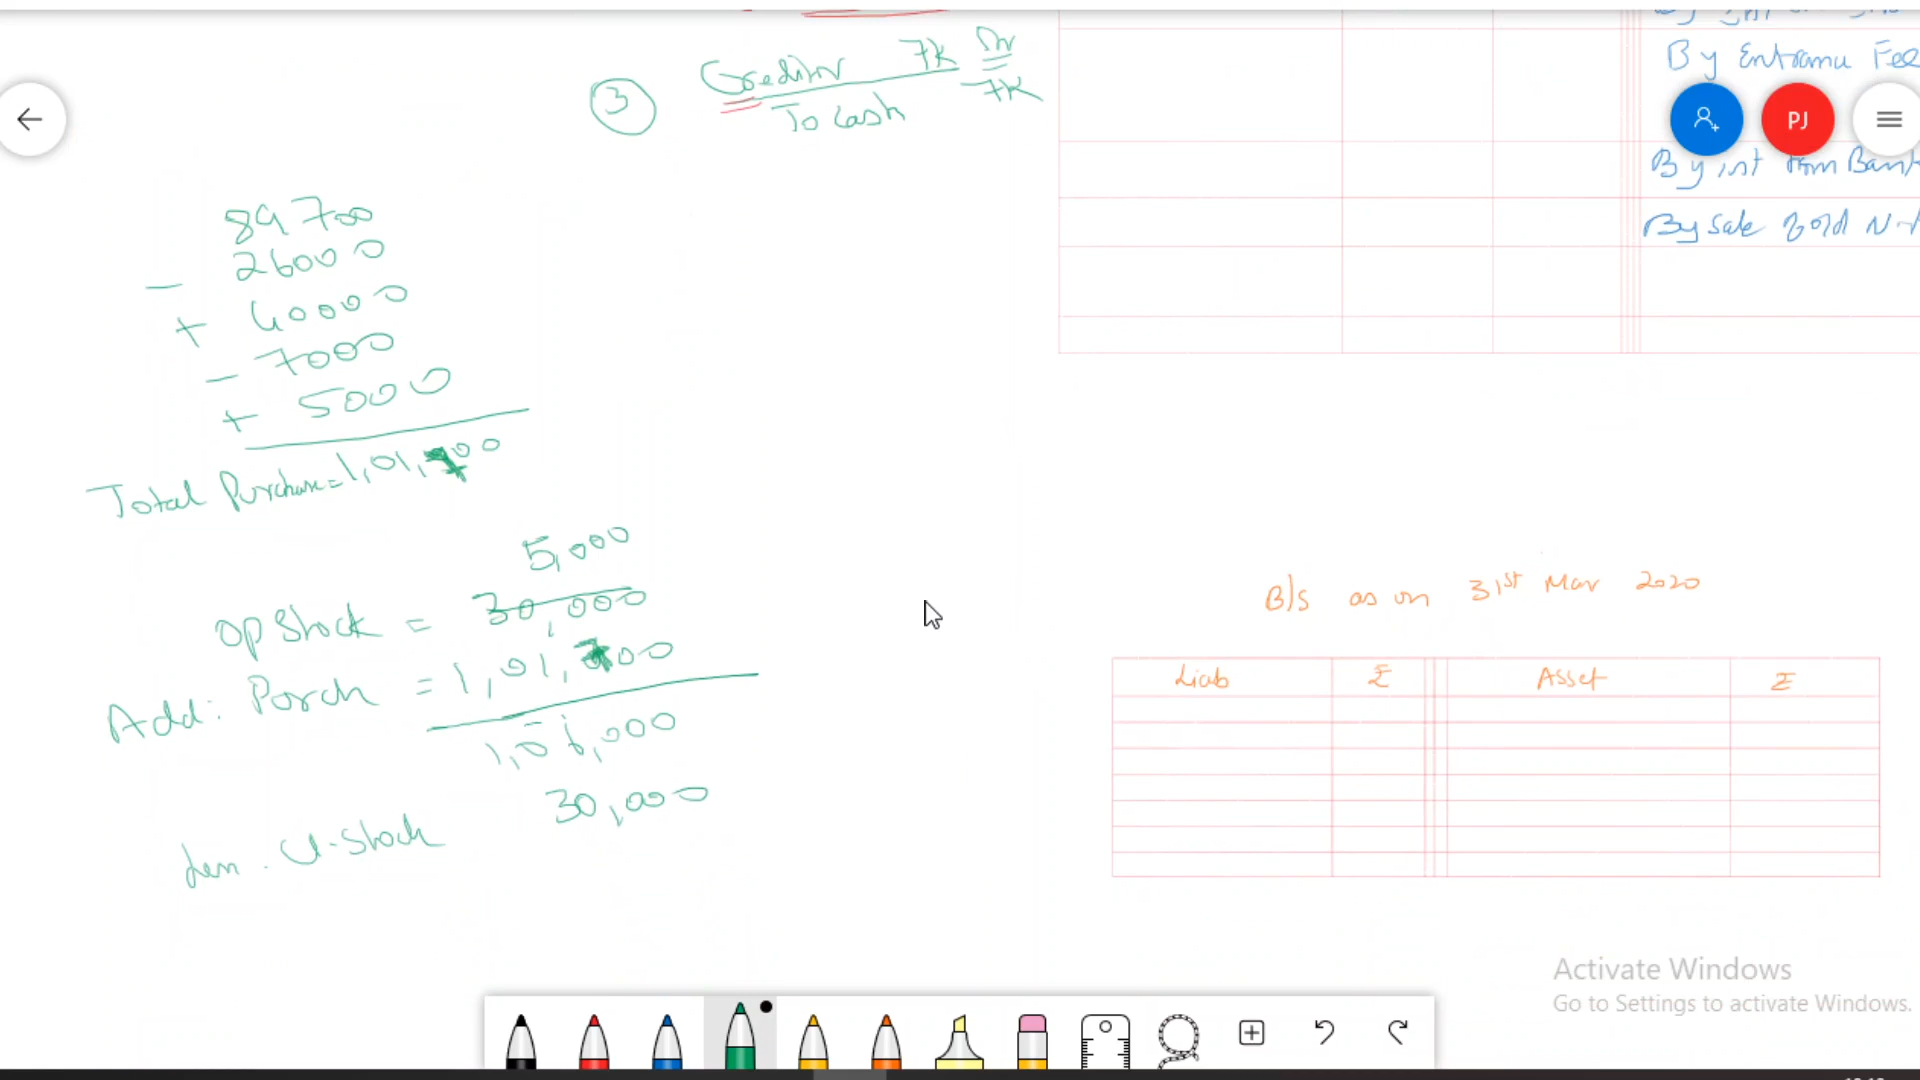 ③ Creditor 7k Dr
To Cash 7k
By Entrance Fee
PJ
By int from Bank
By Sale of old N
89700
- 26000
+ 40000
- 7000
+ 5000
Total Purchase = 1,01,700
5,000
Op Stock = 30,000
Add: Purch = 1,01,700
1,06,000
Less. Cl. Stock 30,000
B/S as on 31st Mar 2020
Liab ₹ Asset ₹
Activate Windows
Go to Settings to activate Windows.